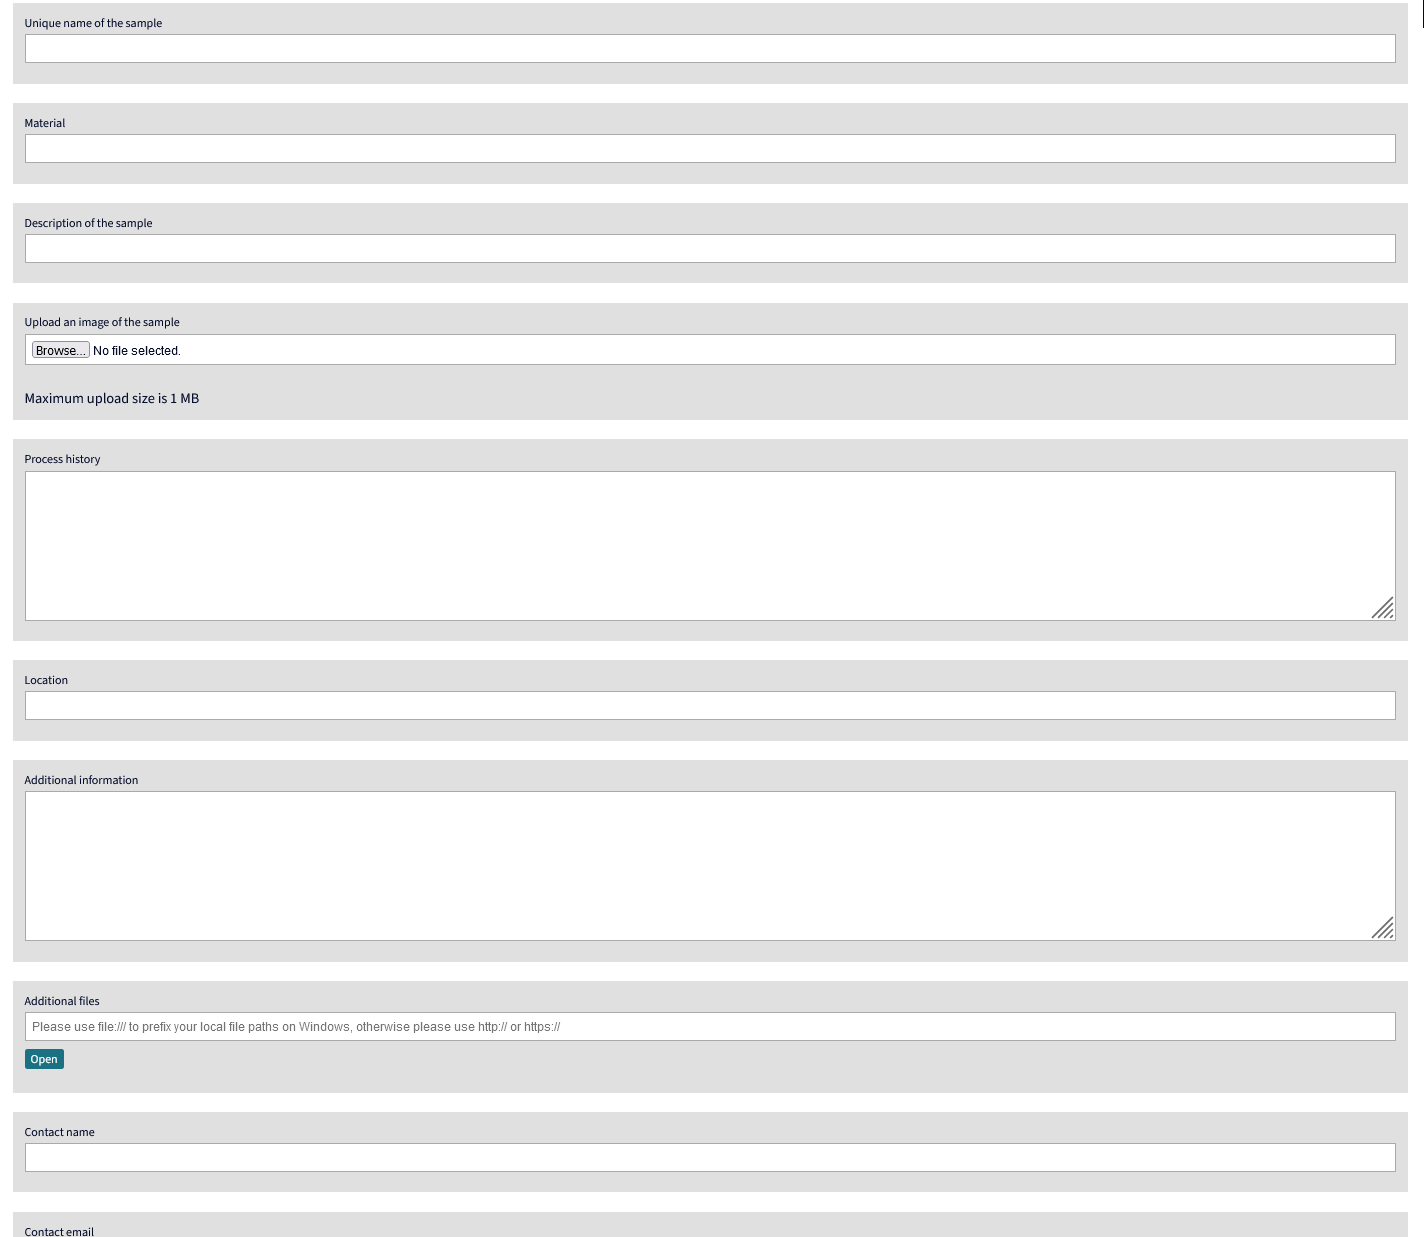 Unique name of the sample
Material
Description of the sample
Upload an image of the sample
Browse... No file selected.
Maximum upload size is 1 MB
Process history
Location
Additional information
Additional files
Please use file:/// to prefix your local file paths on Windows, otherwise please use http:// or https://
Open
Contact name
Contact email